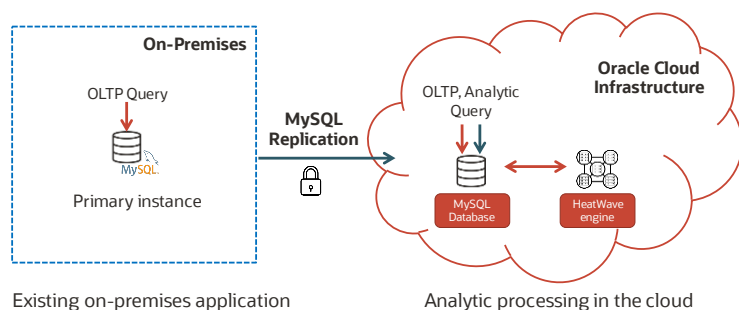 On-Premises
OLTP Query
MySQL
Primary instance
MySQL
Replication
Oracle Cloud
Infrastructure
OLTP, Analytic
Query
MySQL
Database
HeatWave
engine
Existing on-premises application
Analytic processing in the cloud